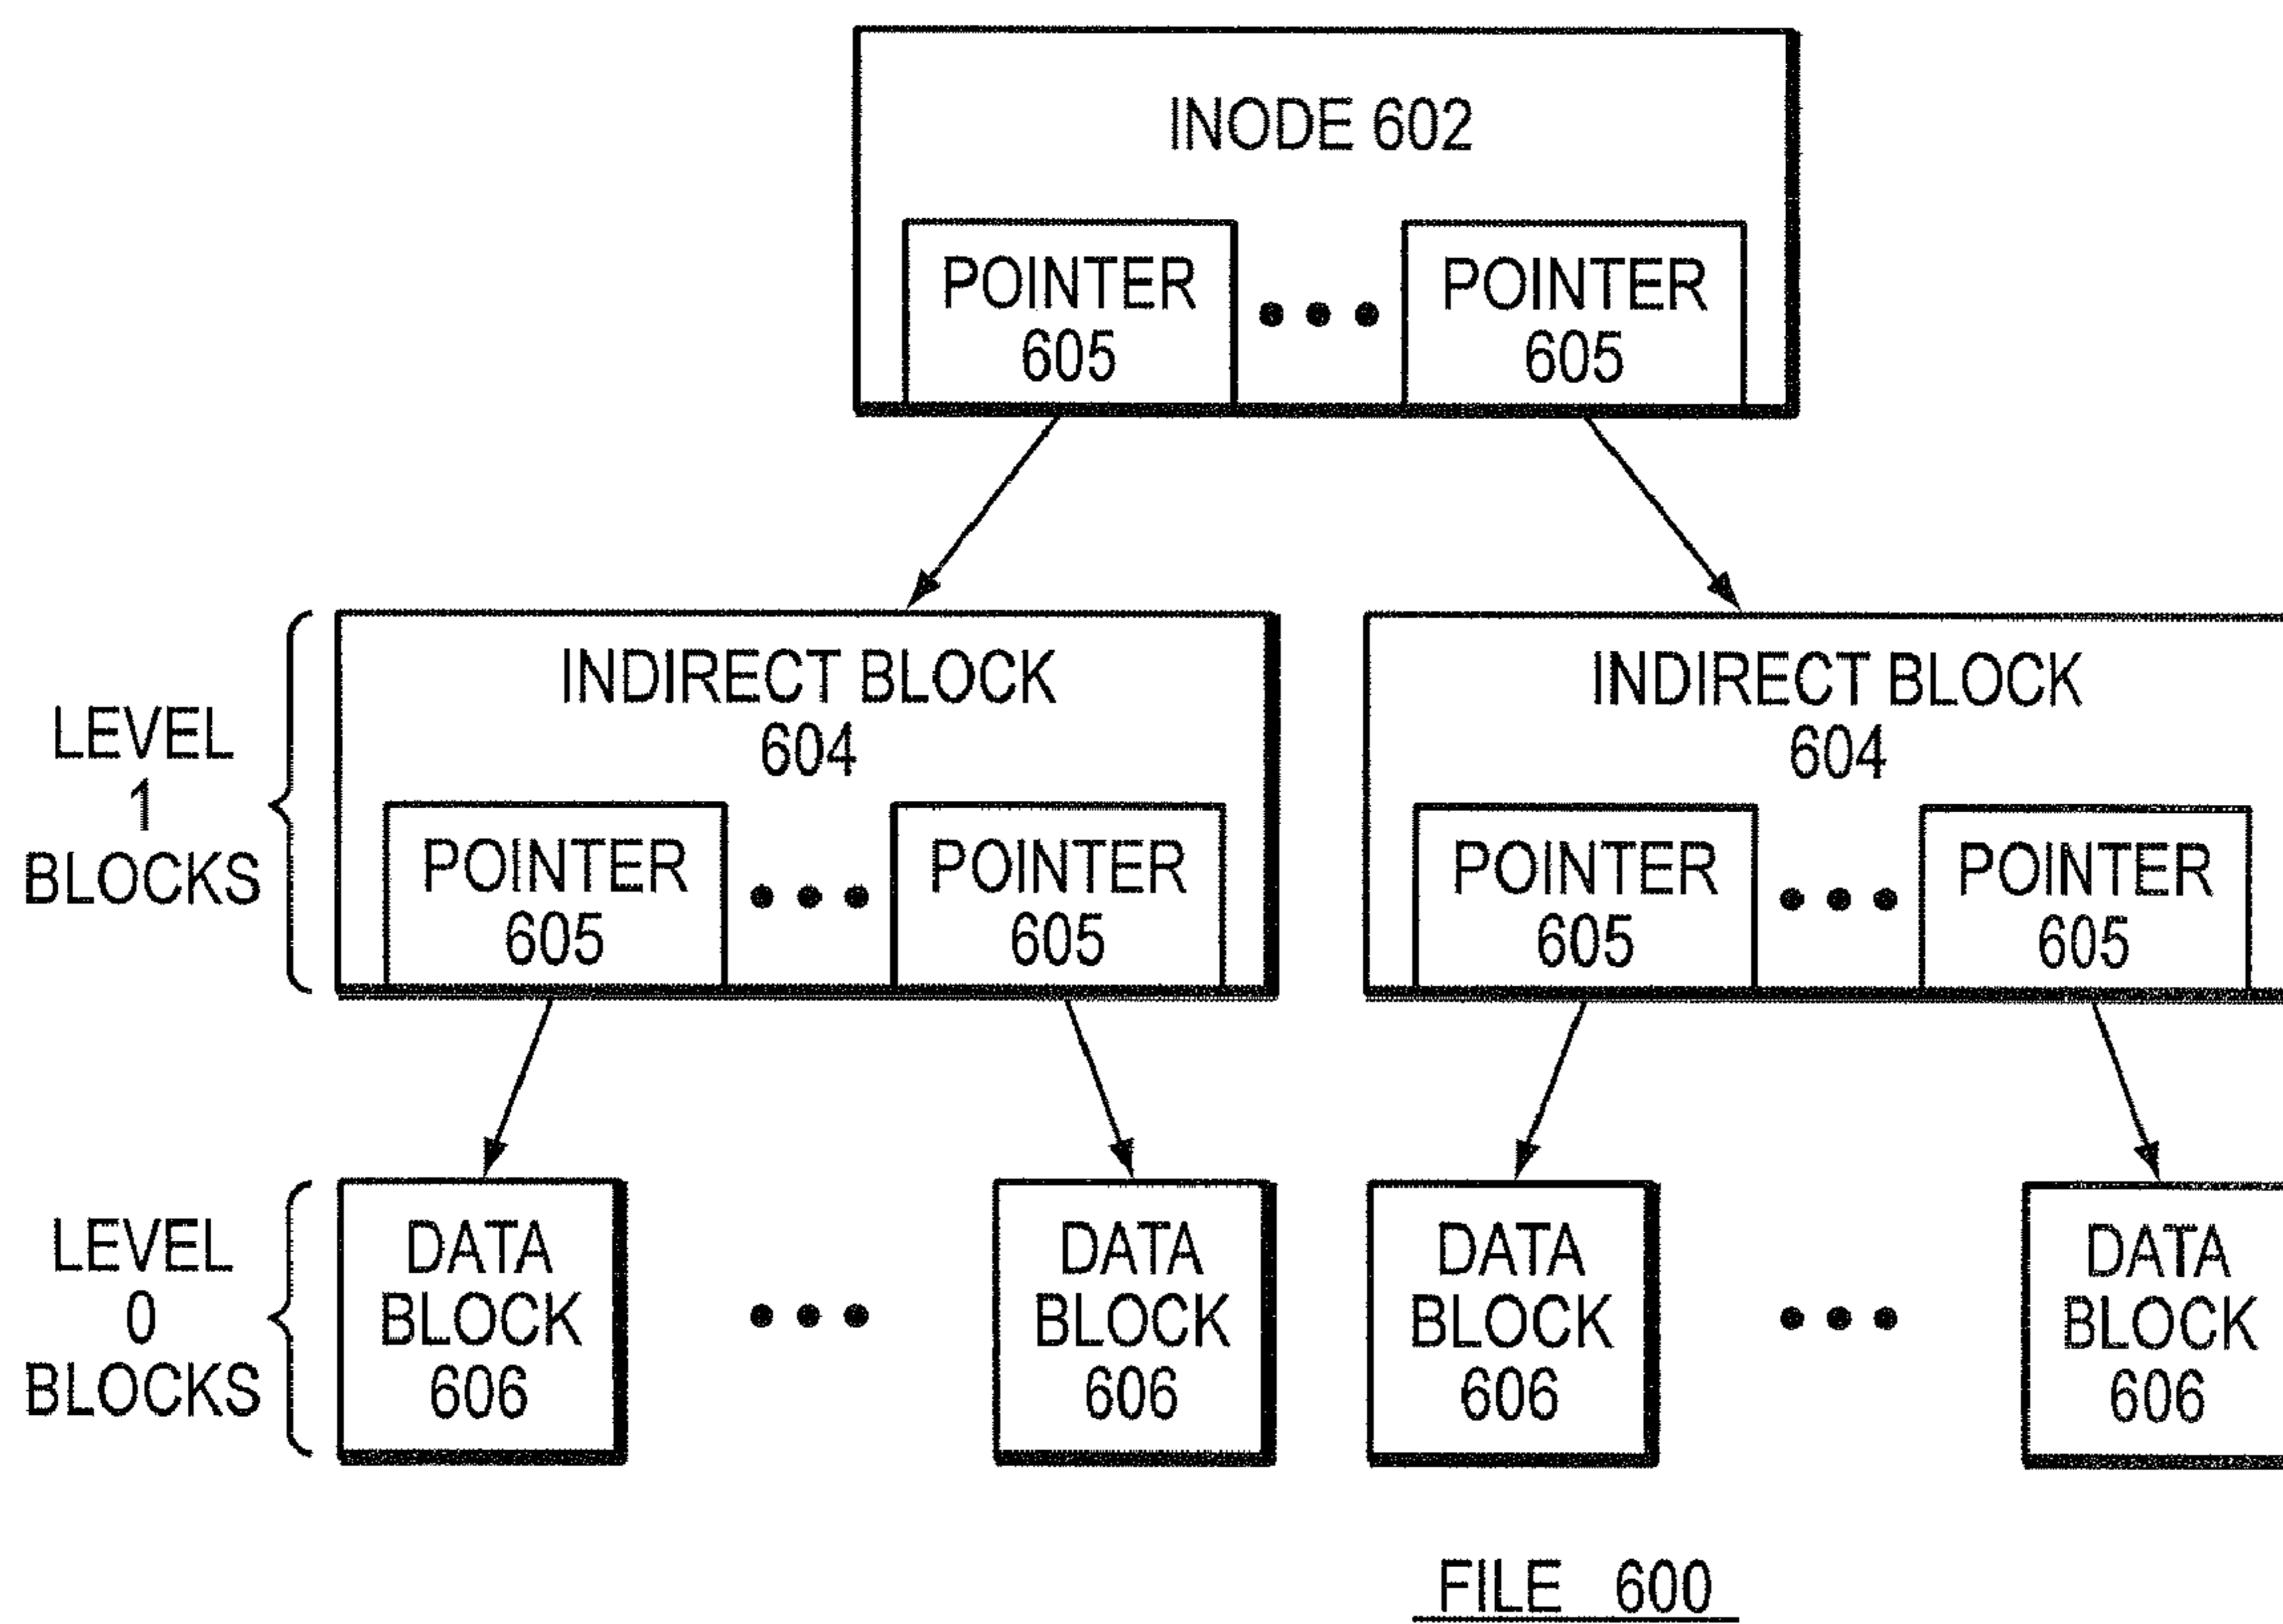 INODE 602
POINTER
605
POINTER
605
LEVEL
1
BLOCKS
INDIRECT BLOCK
604
POINTER
605
POINTER
605
INDIRECT BLOCK
604
POINTER
605
POINTER
605
LEVEL
0
BLOCKS
DATA
BLOCK
606
DATA
BLOCK
606
DATA
BLOCK
606
DATA
BLOCK
606
FILE 600